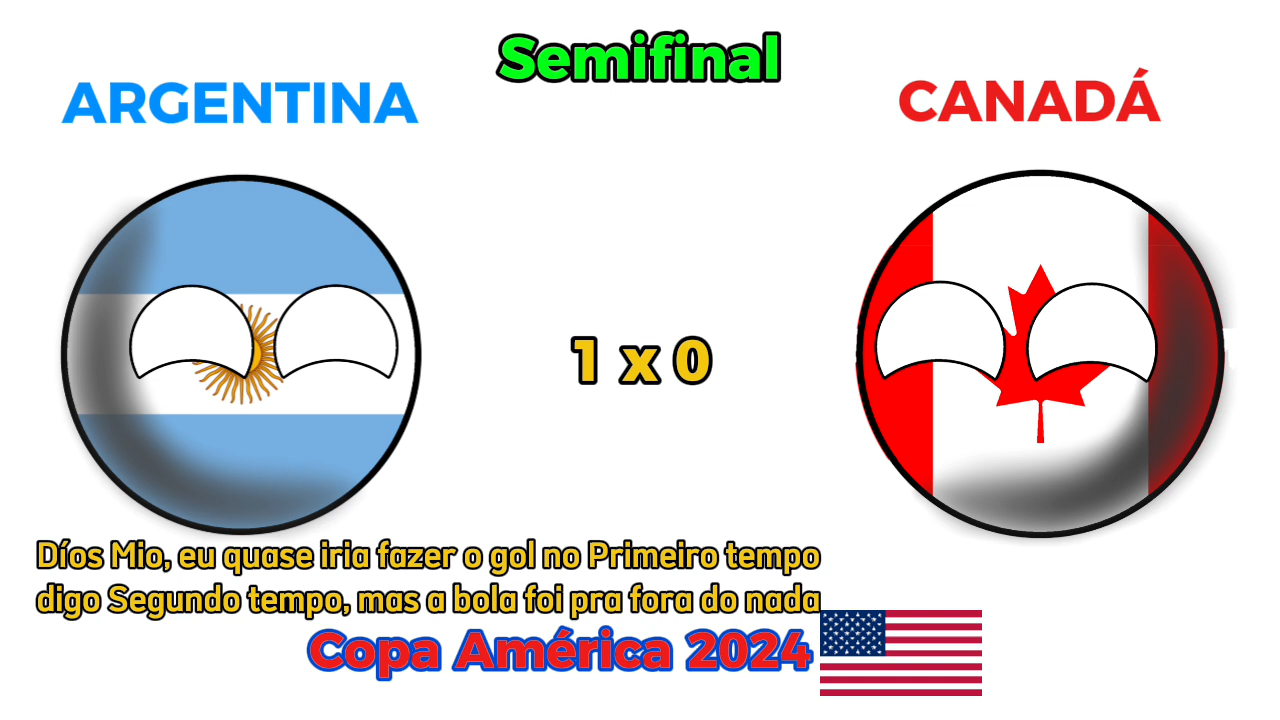 Semifinal
ARGENTINA
CANADÁ
1 x 0
Díos Mio, eu quase iria fazer o gol no Primeiro tempo
digo Segundo tempo, mas a bola foi pra fora do nada
Copa América 2024